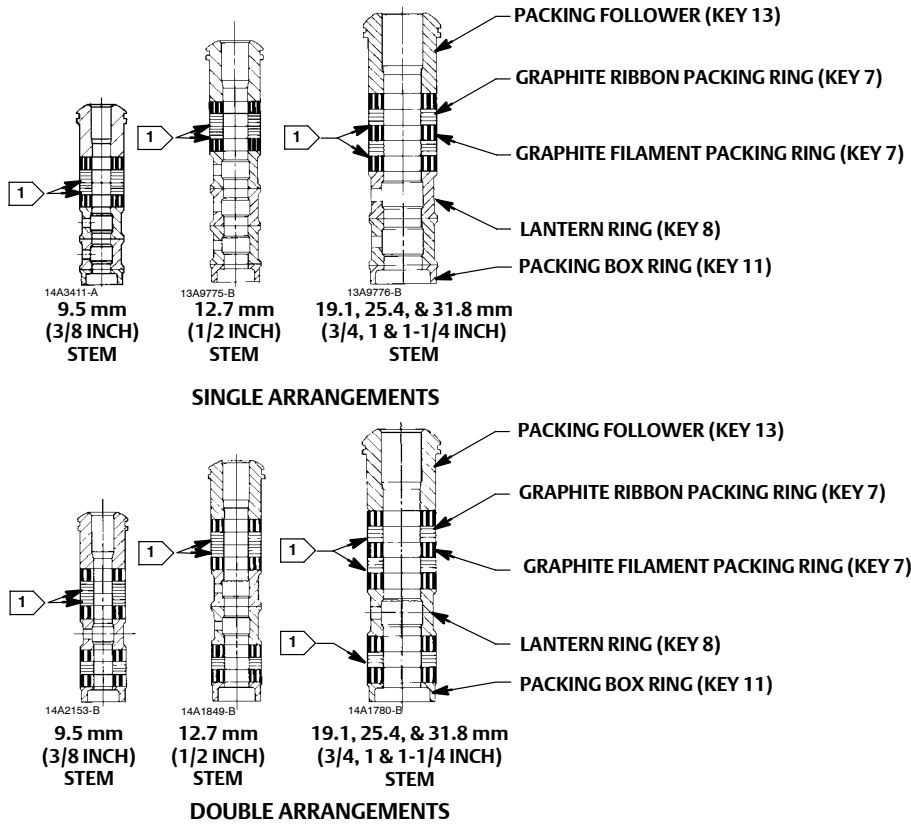 PACKING FOLLOWER (KEY 13)
GRAPHITE RIBBON PACKING RING (KEY 7)
1
1
1
GRAPHITE FILAMENT PACKING RING (KEY 7)
LANTERN RING (KEY 8)
PACKING BOX RING (KEY 11)
14A3411-A
9.5 mm
(3/8 INCH)
STEM
13A9775-B
12.7 mm
(1/2 INCH)
STEM
13A9776-B
19.1, 25.4, & 31.8 mm
(3/4, 1 & 1-1/4 INCH)
STEM
SINGLE ARRANGEMENTS
PACKING FOLLOWER (KEY 13)
GRAPHITE RIBBON PACKING RING (KEY 7)
1
1
1
GRAPHITE FILAMENT PACKING RING (KEY 7)
1
LANTERN RING (KEY 8)
PACKING BOX RING (KEY 11)
14A2153-B
9.5 mm
(3/8 INCH)
STEM
14A1849-B
12.7 mm
(1/2 INCH)
STEM
14A1780-B
19.1, 25.4, & 31.8 mm
(3/4, 1 & 1-1/4 INCH)
STEM
DOUBLE ARRANGEMENTS